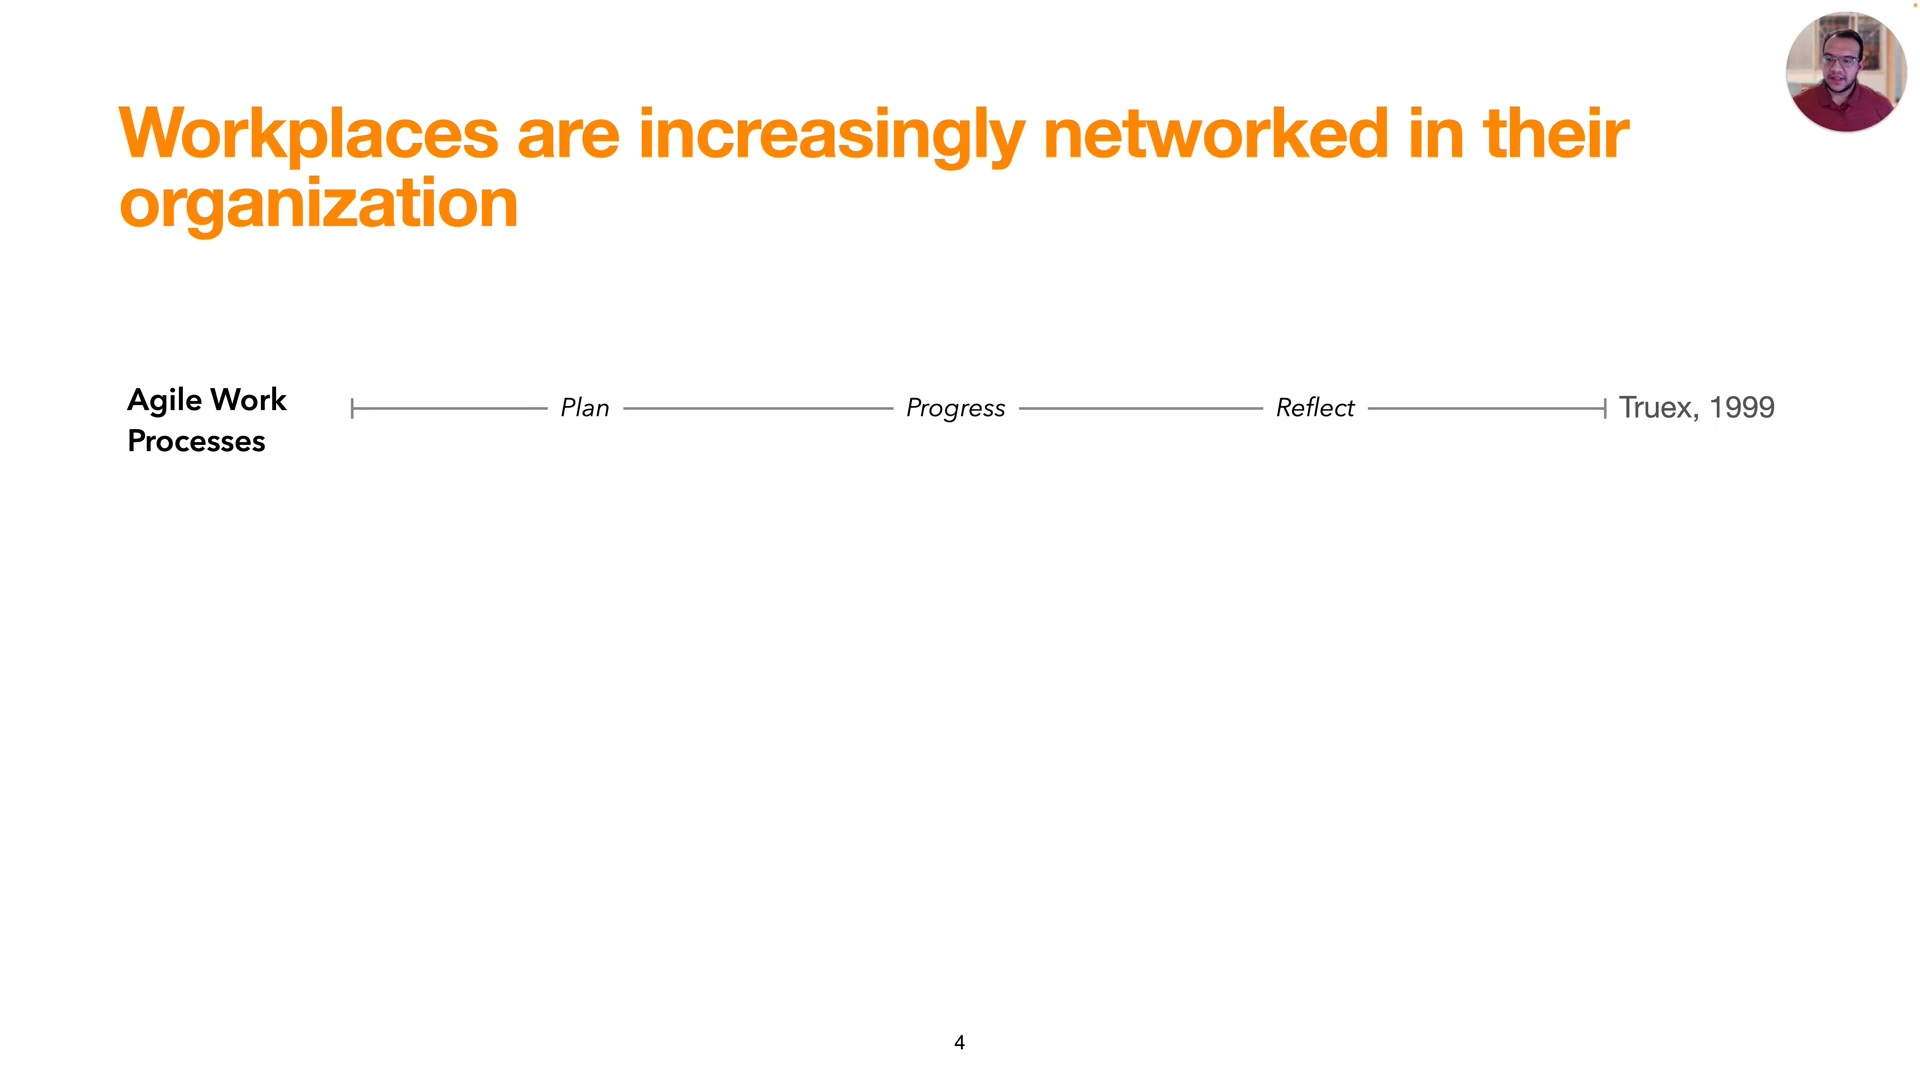 Workplaces are increasingly networked in their
organization
Agile Work
Processes
Plan
Progress
Reflect
Truex, 1999
4